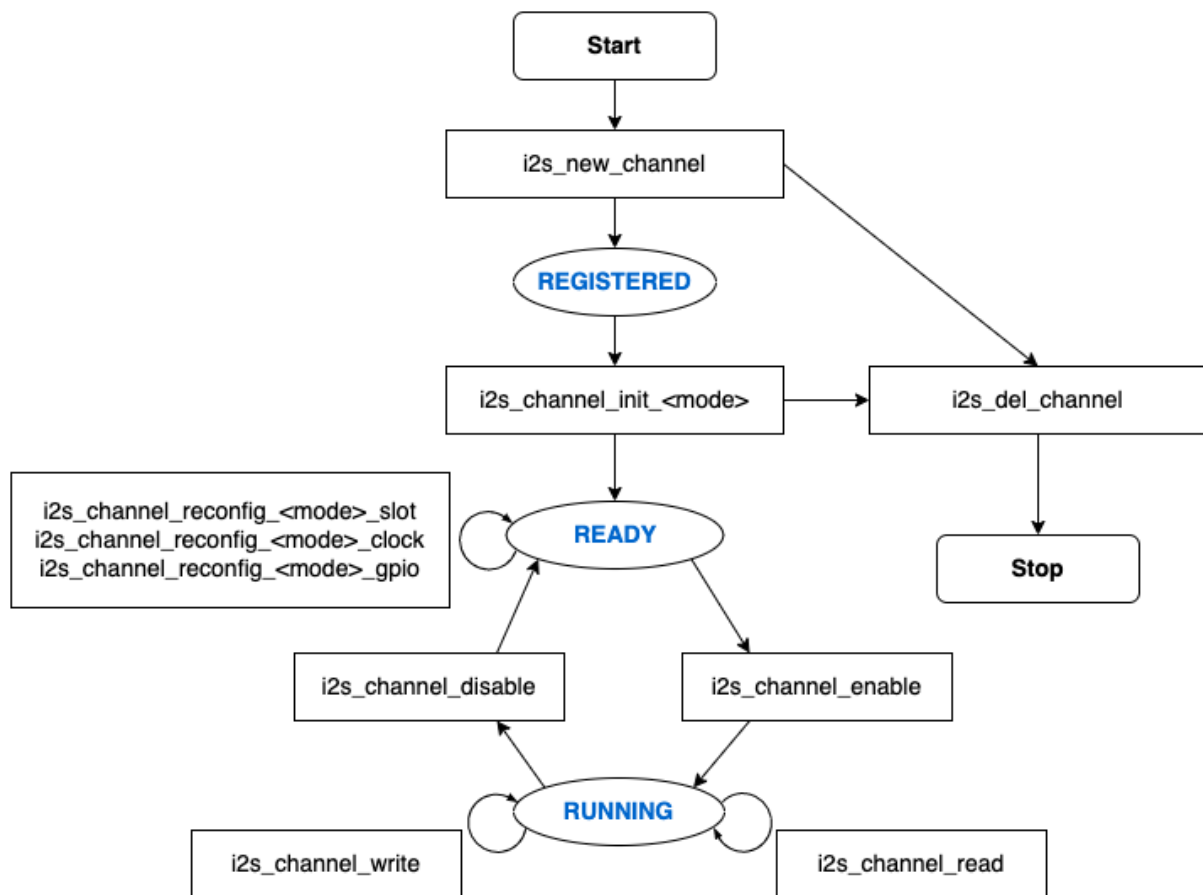 Start
i2s_new_channel
REGISTERED
i2s_channel_init_<mode>
i2s_del_channel
i2s_channel_reconfig_<mode>_slot
i2s_channel_reconfig_<mode>_clock
i2s_channel_reconfig_<mode>_gpio
READY
Stop
i2s_channel_disable
i2s_channel_enable
RUNNING
i2s_channel_write
i2s_channel_read